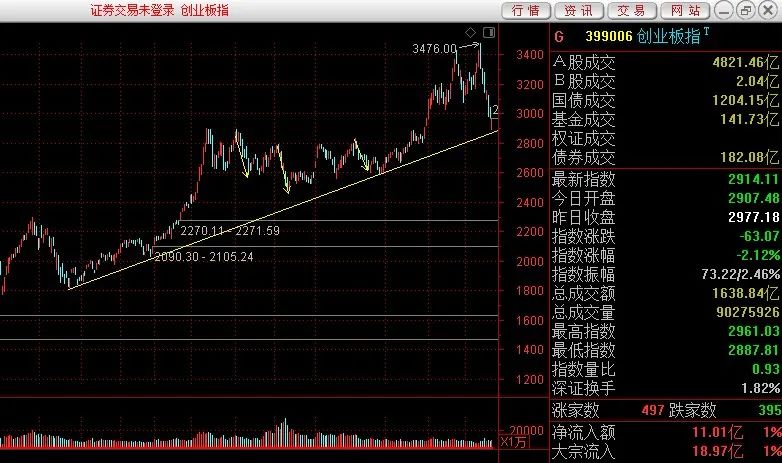 证券交易未登录 创业板指 行 情 资 讯 交 易 网 站
G 399006 创业板指 T
3476.00
3400
3200
3000
2800
2600
2400
2200
2000
1800
1600
1400
1200
2
2270.11 - 2271.59
2090.30 - 2105.24
20000
X1万
A股成交 4821.46亿
B股成交 2.04亿
国债成交 1204.15亿
基金成交 141.73亿
权证成交
债券成交 182.08亿
最新指数 2914.11
今日开盘 2907.48
昨日收盘 2977.18
指数涨跌 -63.07
指数涨幅 -2.12%
指数振幅 73.22/2.46%
总成交额 1638.84亿
总成交量 90275926
最高指数 2961.03
最低指数 2887.81
指数量比 0.93
深证换手 1.82%
涨家数 497 跌家数 395
净流入额 11.01亿 1%
大宗流入 18.97亿 1%